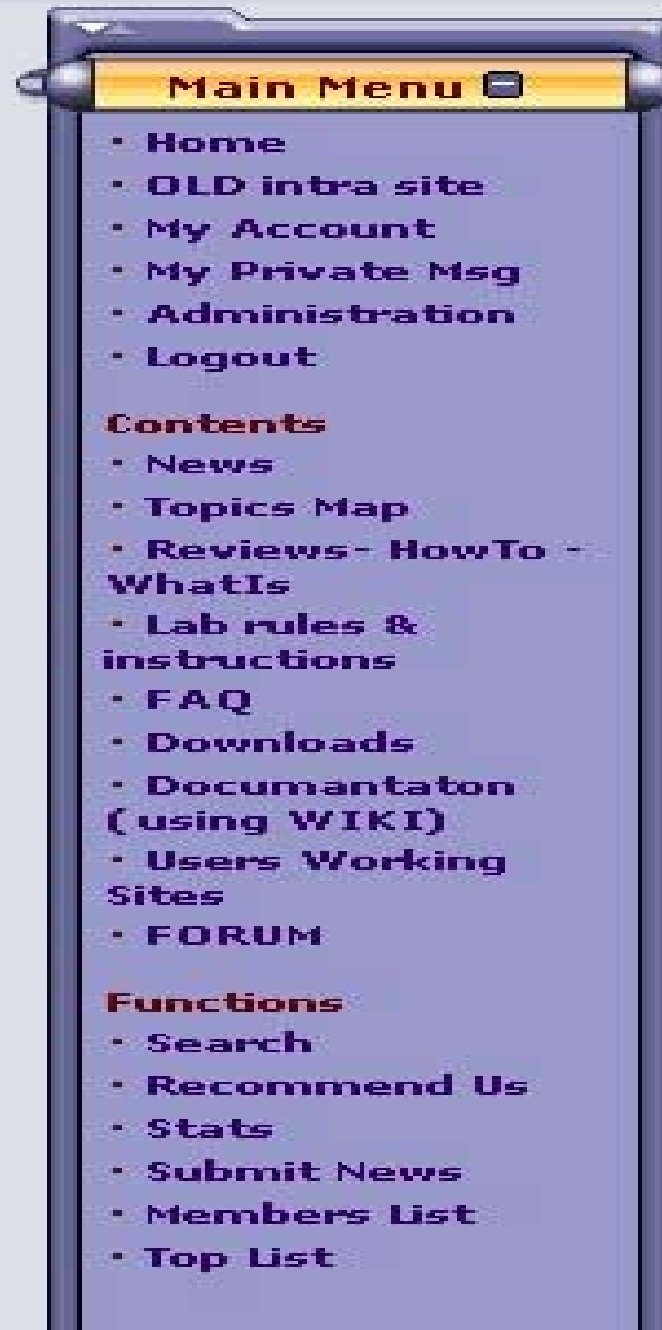 Main Menu
· Home
· OLD intra site
· My Account
· My Private Msg
· Administration
· Logout
Contents
· News
· Topics Map
· Reviews- HowTo -
WhatIs
· Lab rules &
instructions
· FAQ
· Downloads
· Documantaton
(using WIKI)
· Users Working
Sites
· FORUM
Functions
· Search
· Recommend Us
· Stats
· Submit News
· Members List
· Top List